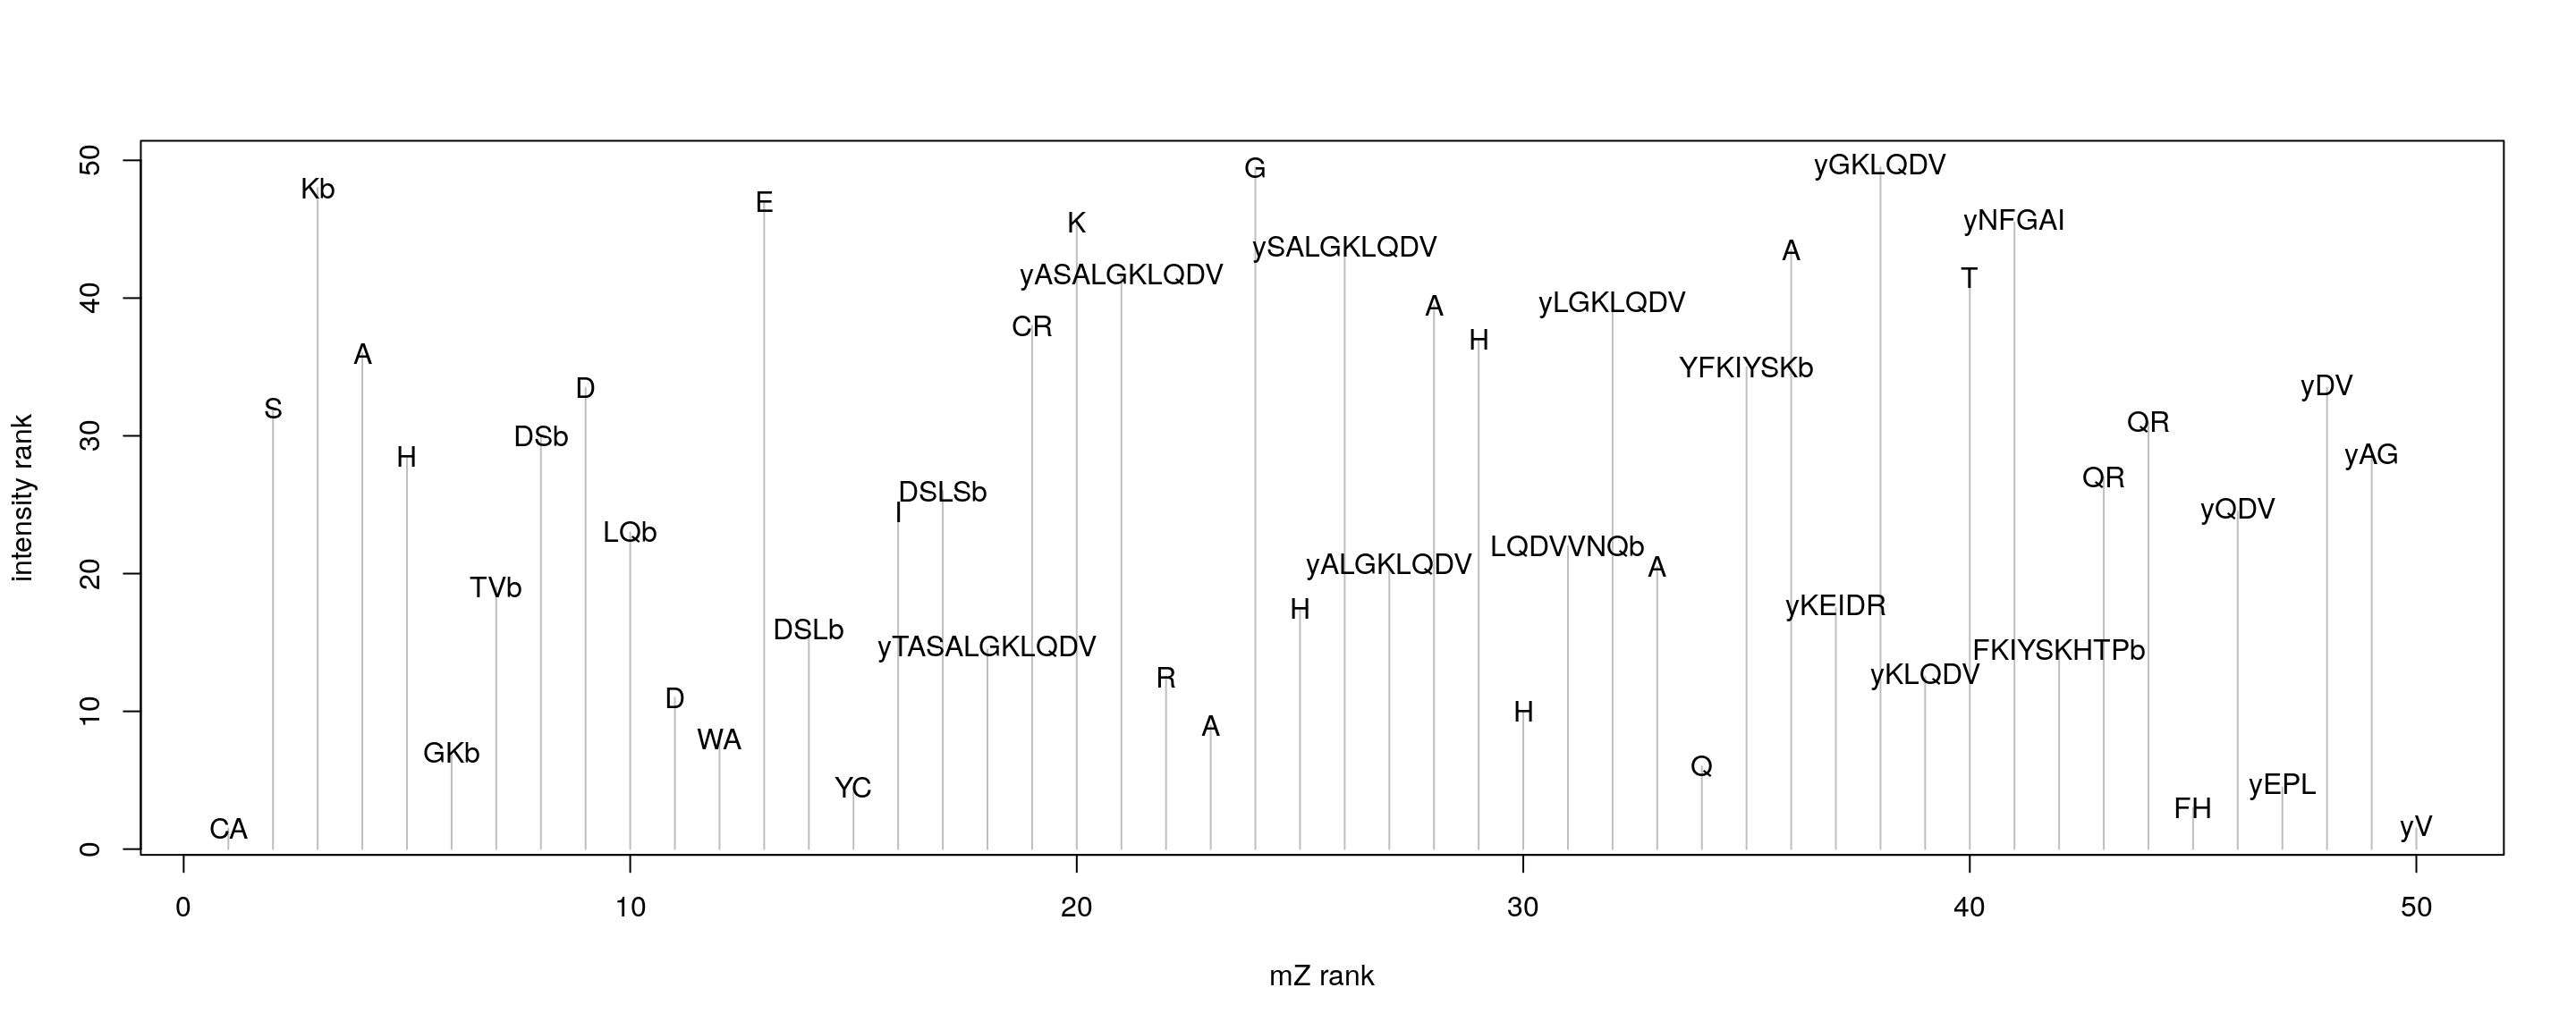 50
40
30
20
10
0
intensity rank
CA
S
Kb
A
H
GKb
TVb
DSb
D
LQb
D
WA
E
DSLb
YC
I
DSLSb
yTASALGKLQDV
CR
K
yASALGKLQDV
R
A
G
H
ySALGKLQDV
yALGKLQDV
A
H
H
LQDVVNQb
yLGKLQDV
A
Q
YFKIYSKb
A
yKEIDR
yGKLQDV
yKLQDV
T
yNFGAI
FKIYSKHTPb
QR
QR
FH
yQDV
yEPL
yDV
yAG
yV
0 10 20 30 40 50
mZ rank